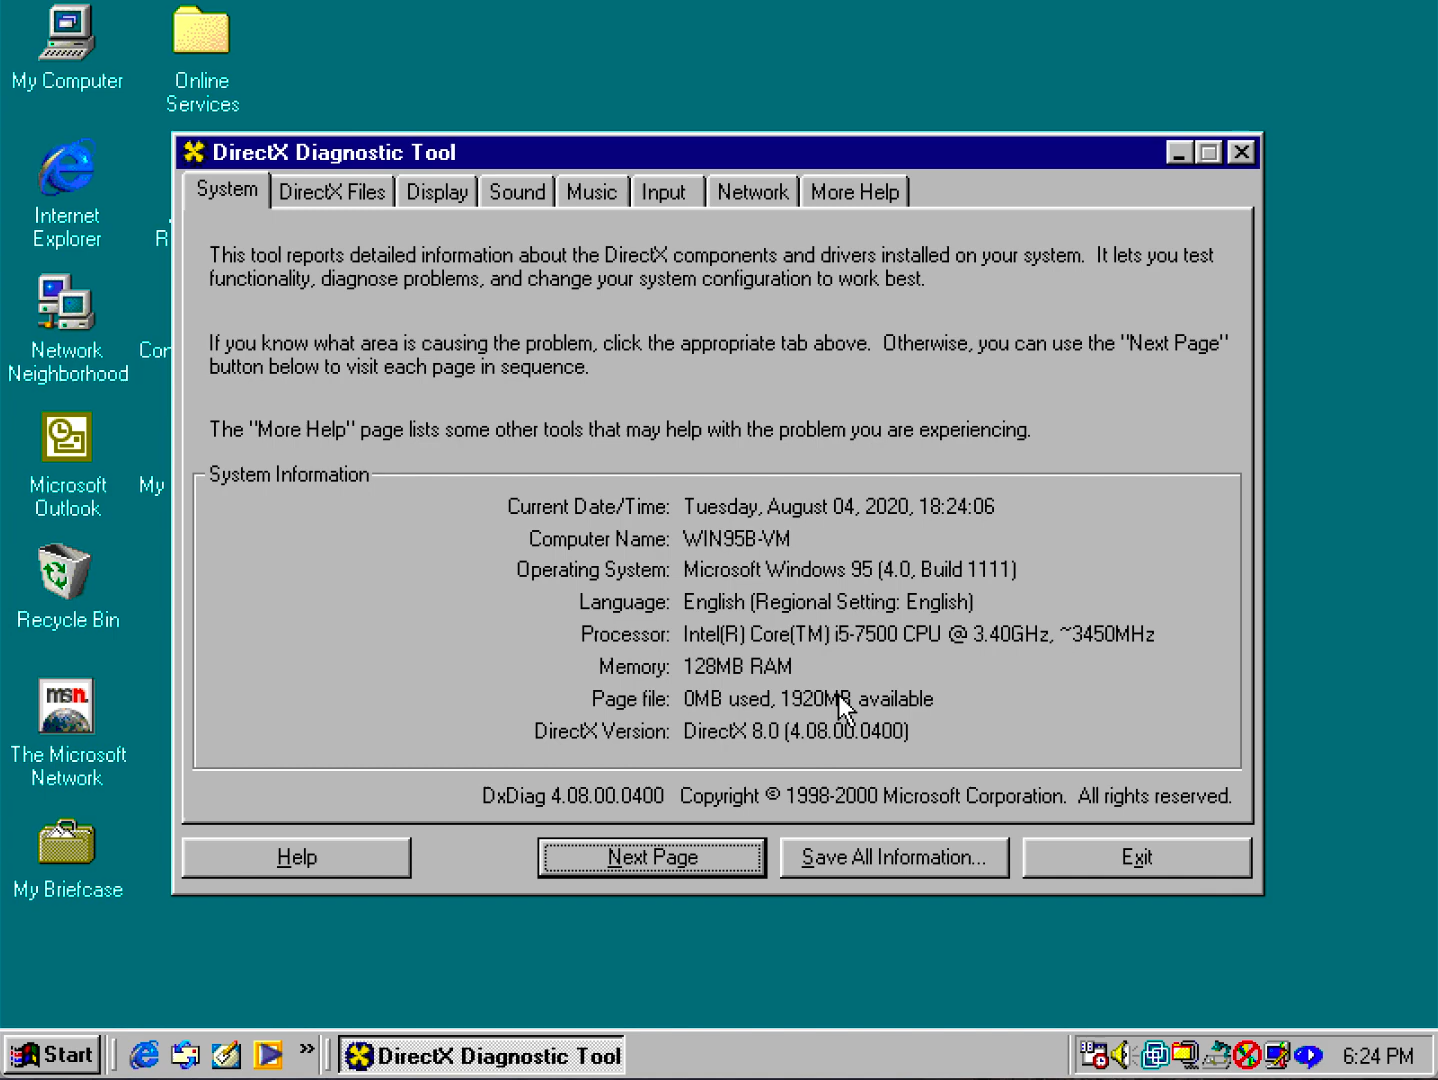 My Computer
Online
Services
Internet
Explorer
R
Network
Neighborhood
Con
Microsoft
Outlook
My
Recycle Bin
msn.
The Microsoft
Network
My Briefcase
DirectX Diagnostic Tool
System
DirectX Files
Display
Sound
Music
Input
Network
More Help
This tool reports detailed information about the DirectX components and drivers installed on your system.  It lets you test
functionality, diagnose problems, and change your system configuration to work best.
If you know what area is causing the problem, click the appropriate tab above.  Otherwise, you can use the "Next Page"
button below to visit each page in sequence.
The "More Help" page lists some other tools that may help with the problem you are experiencing.
System Information
Current Date/Time: Tuesday, August 04, 2020, 18:24:06
Computer Name: WIN95B-VM
Operating System: Microsoft Windows 95 (4.0, Build 1111)
Language: English (Regional Setting: English)
Processor: Intel(R) Core(TM) i5-7500 CPU @ 3.40GHz, ~3450MHz
Memory: 128MB RAM
Page file: 0MB used, 1920MB available
DirectX Version: DirectX 8.0 (4.08.00.0400)
DxDiag 4.08.00.0400   Copyright © 1998-2000 Microsoft Corporation.  All rights reserved.
Help
Next Page
Save All Information...
Exit
Start
»
DirectX Diagnostic Tool
6:24 PM